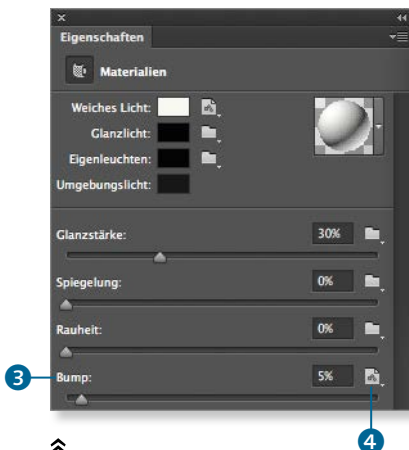 Eigenschaften
Materialien
Weiches Licht:
Glanzlicht:
Eigenleuchten:
Umgebungslicht:
Glanzstärke: 30%
Spiegelung: 0%
Rauheit: 0%
3 Bump: 5%
4